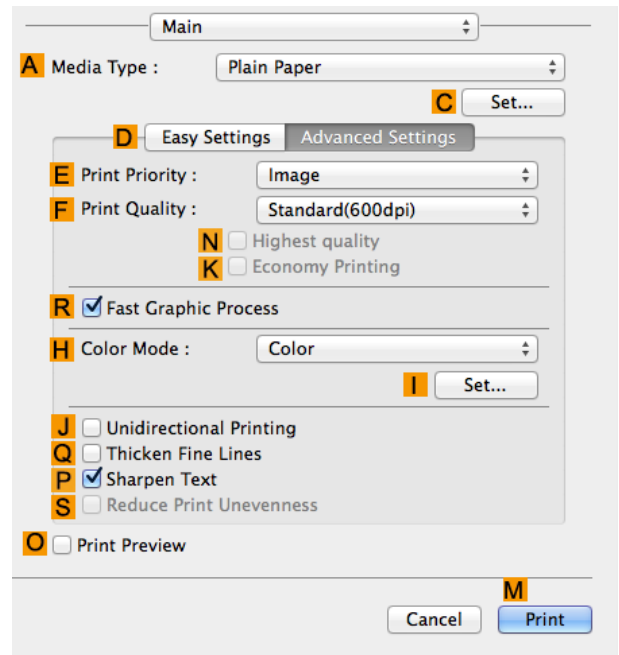 Main
A Media Type : Plain Paper
C Set...
D Easy Settings Advanced Settings
E Print Priority : Image
F Print Quality : Standard(600dpi)
N Highest quality
K Economy Printing
R Fast Graphic Process
H Color Mode : Color
I Set...
J Unidirectional Printing
Q Thicken Fine Lines
P Sharpen Text
S Reduce Print Unevenness
O Print Preview
M
Cancel Print